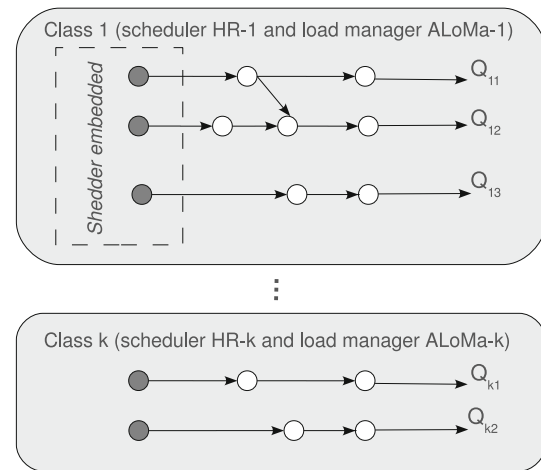 Class 1 (scheduler HR-1 and load manager ALoMa-1)
Shedder embedded
Q11
Q12
Q13
⋮
Class k (scheduler HR-k and load manager ALoMa-k)
Qk1
Qk2